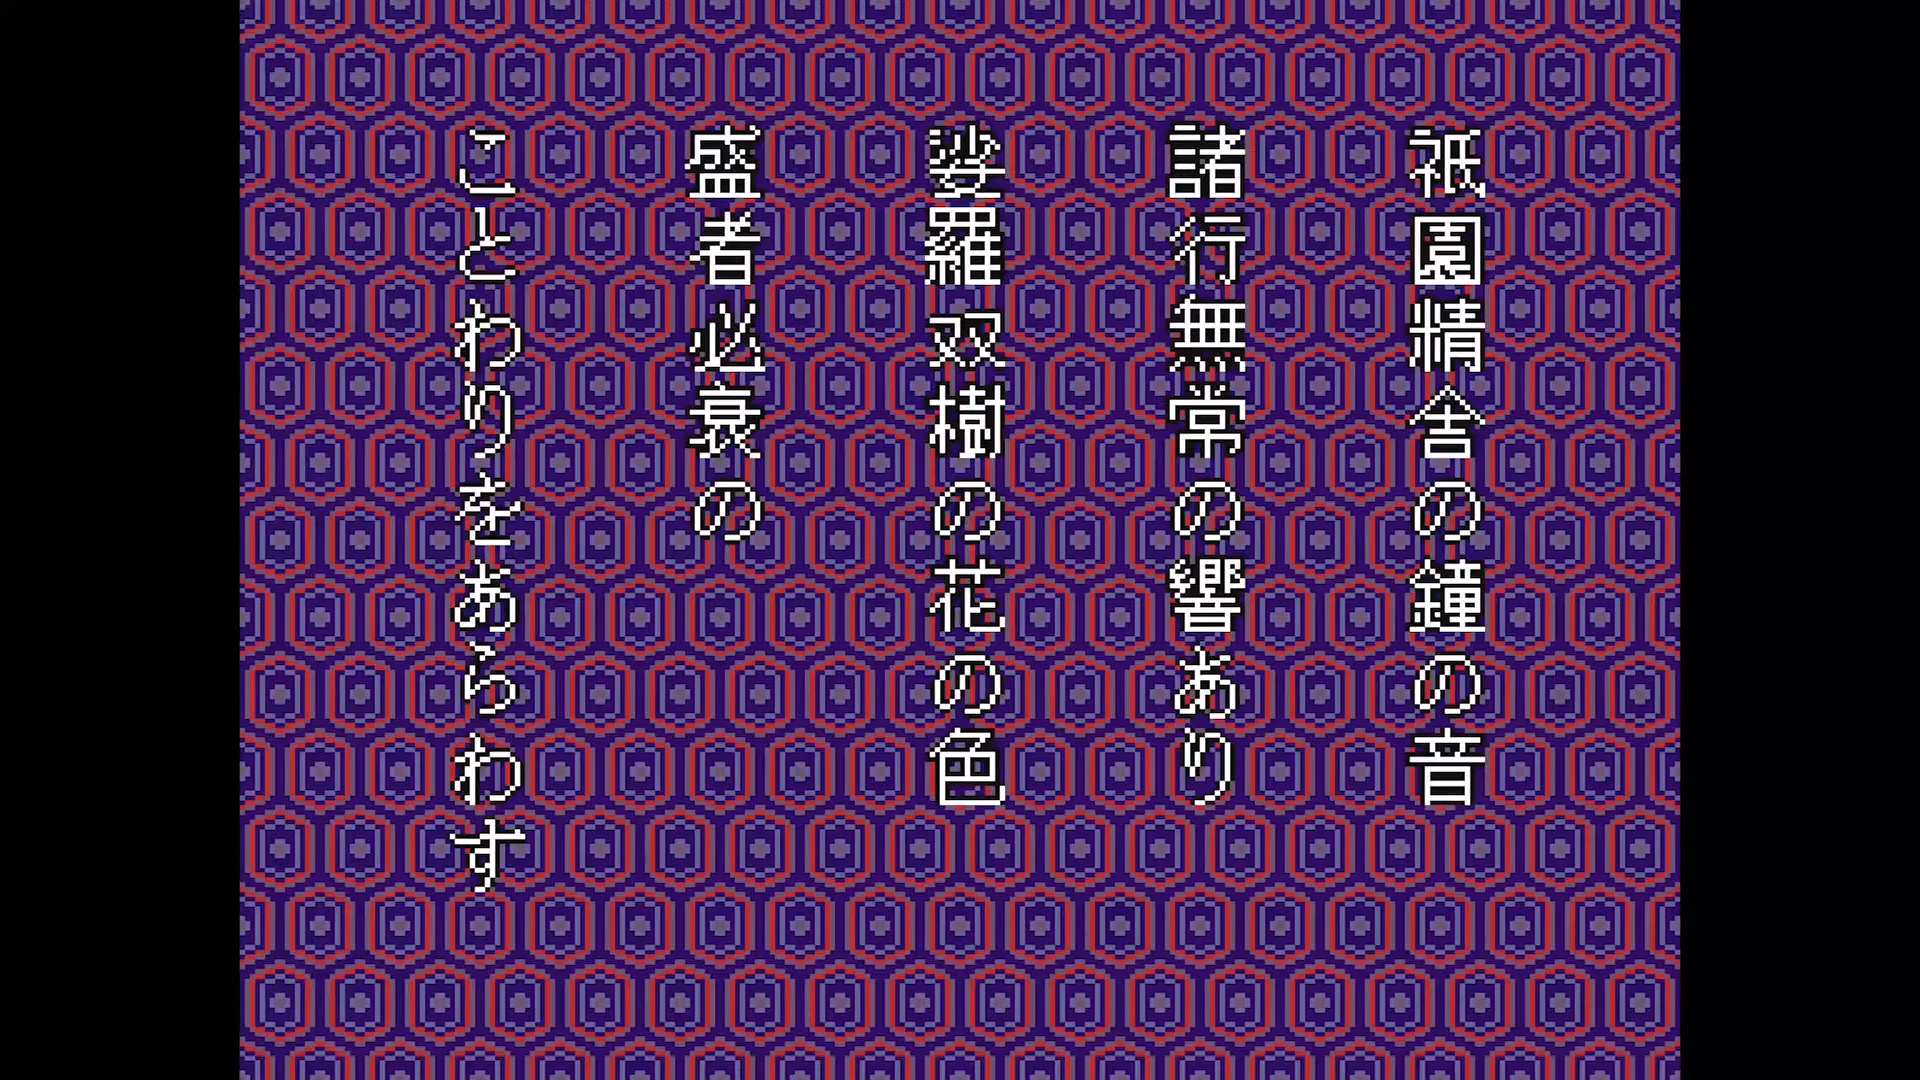 祇園精舎の鐘の音
諸行無常の響あり
娑羅双樹の花の色
盛者必衰の
ことわりをあらわす